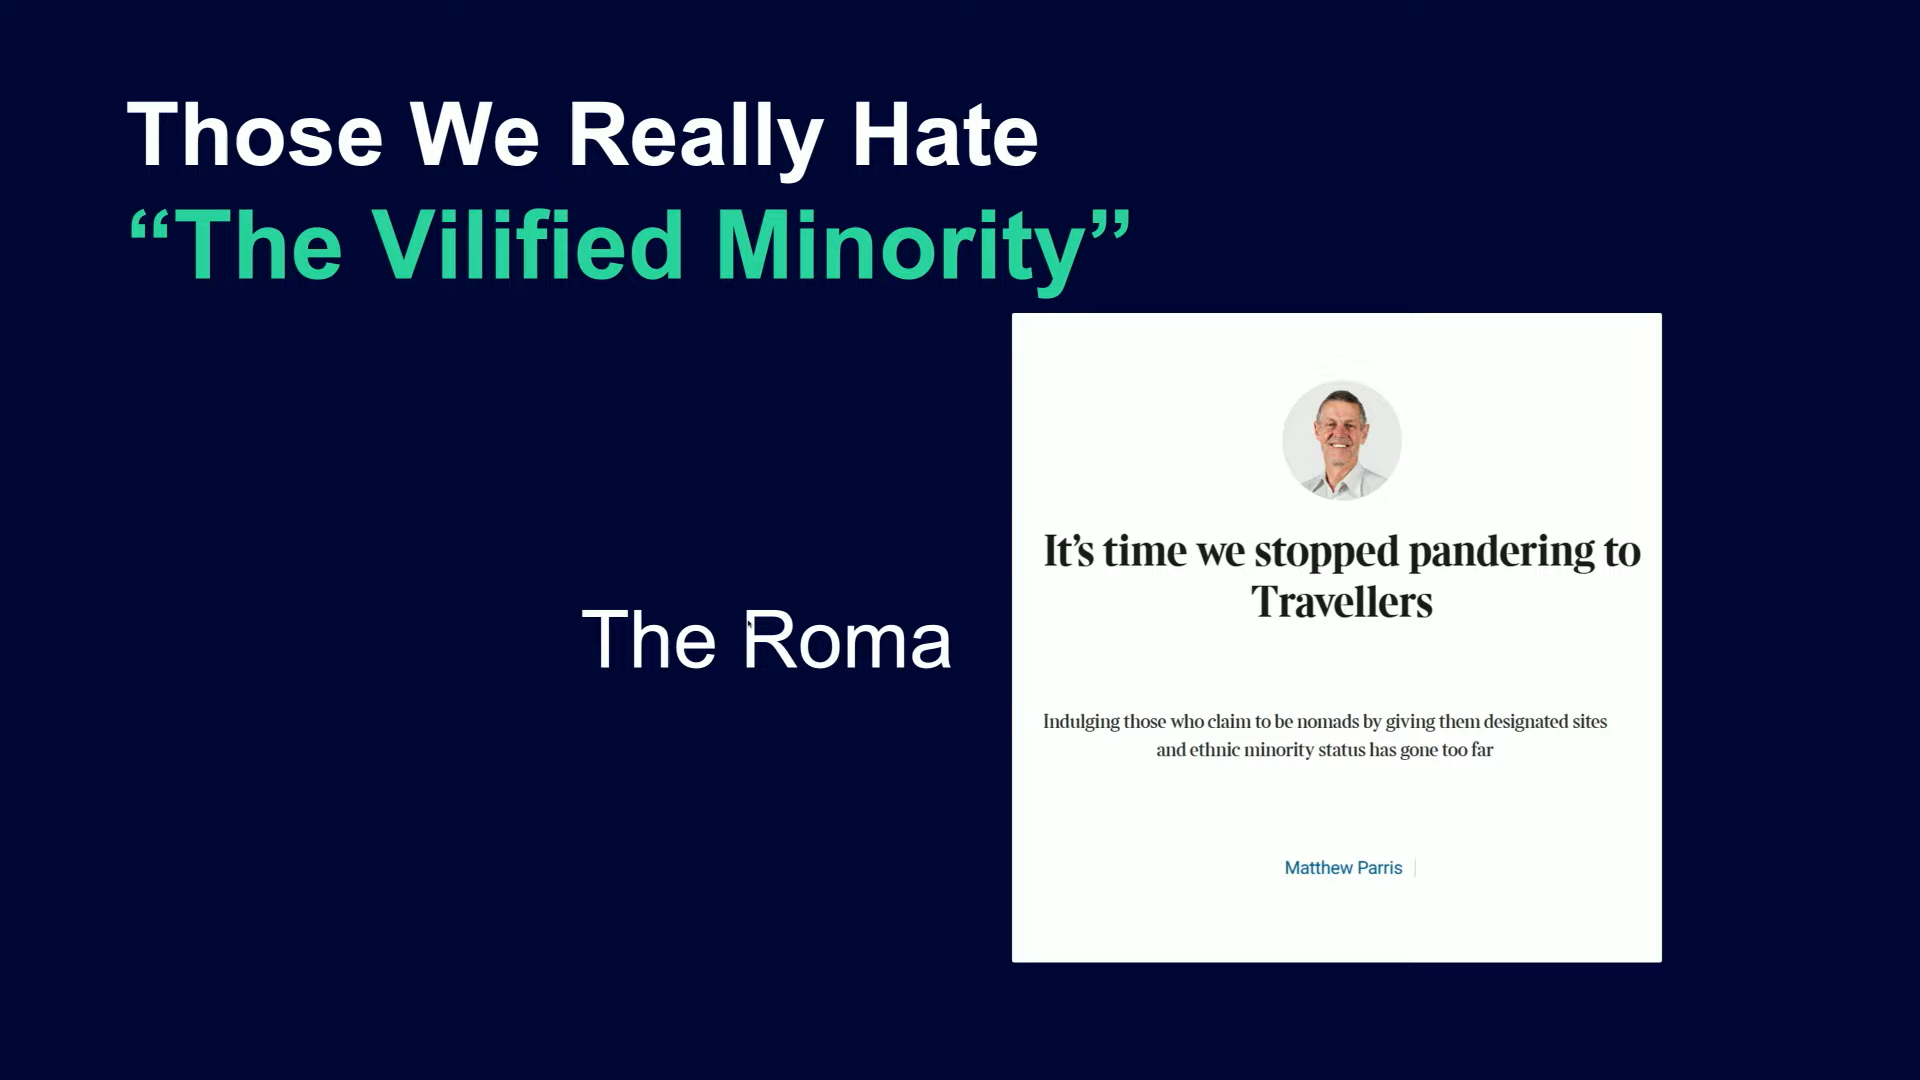 Those We Really Hate
“The Vilified Minority”
The Roma
It’s time we stopped pandering to
Travellers
Indulging those who claim to be nomads by giving them designated sites
and ethnic minority status has gone too far
Matthew Parris